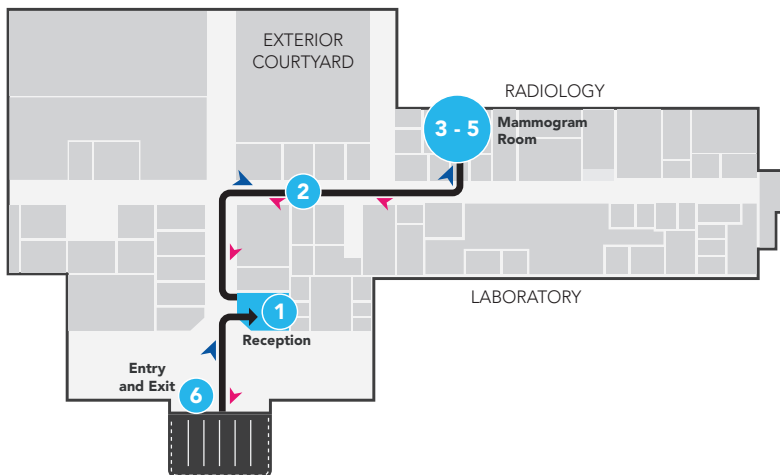 EXTERIOR
COURTYARD
RADIOLOGY
3 - 5
Mammogram
Room
2
LABORATORY
1
Reception
Entry
and Exit
6